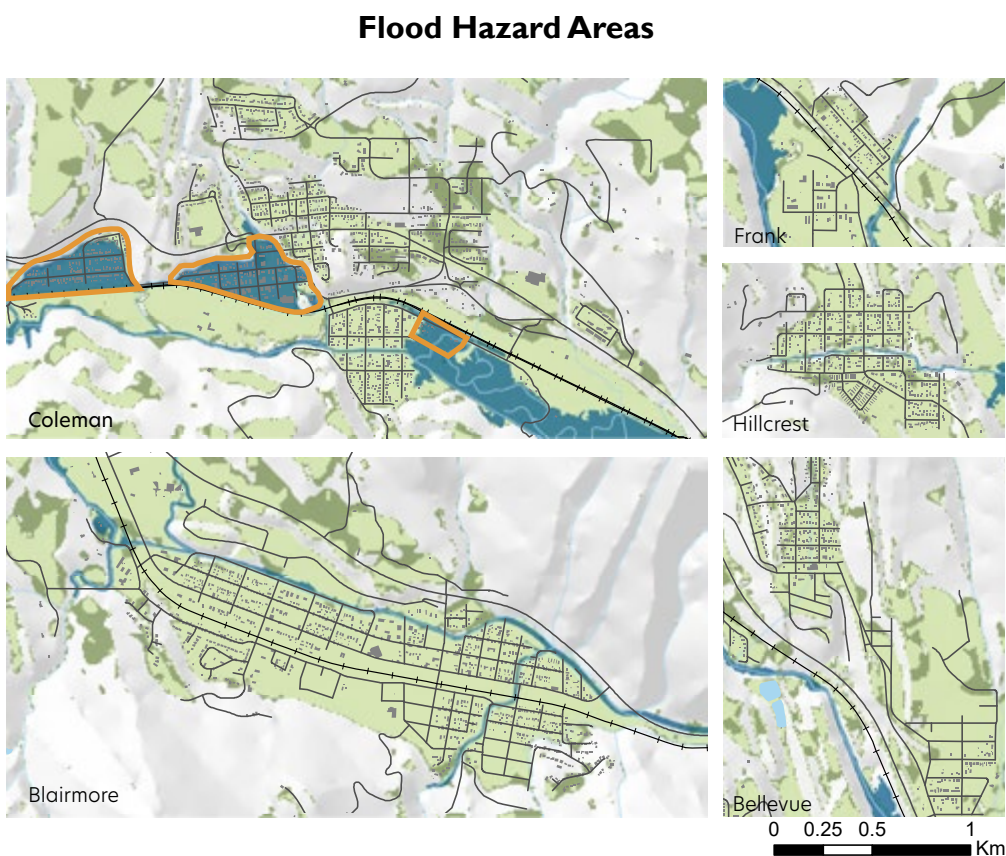 Flood Hazard Areas
Coleman
Frank
Hillcrest
Blairmore
Bellevue
0 0.25 0.5 1
Km